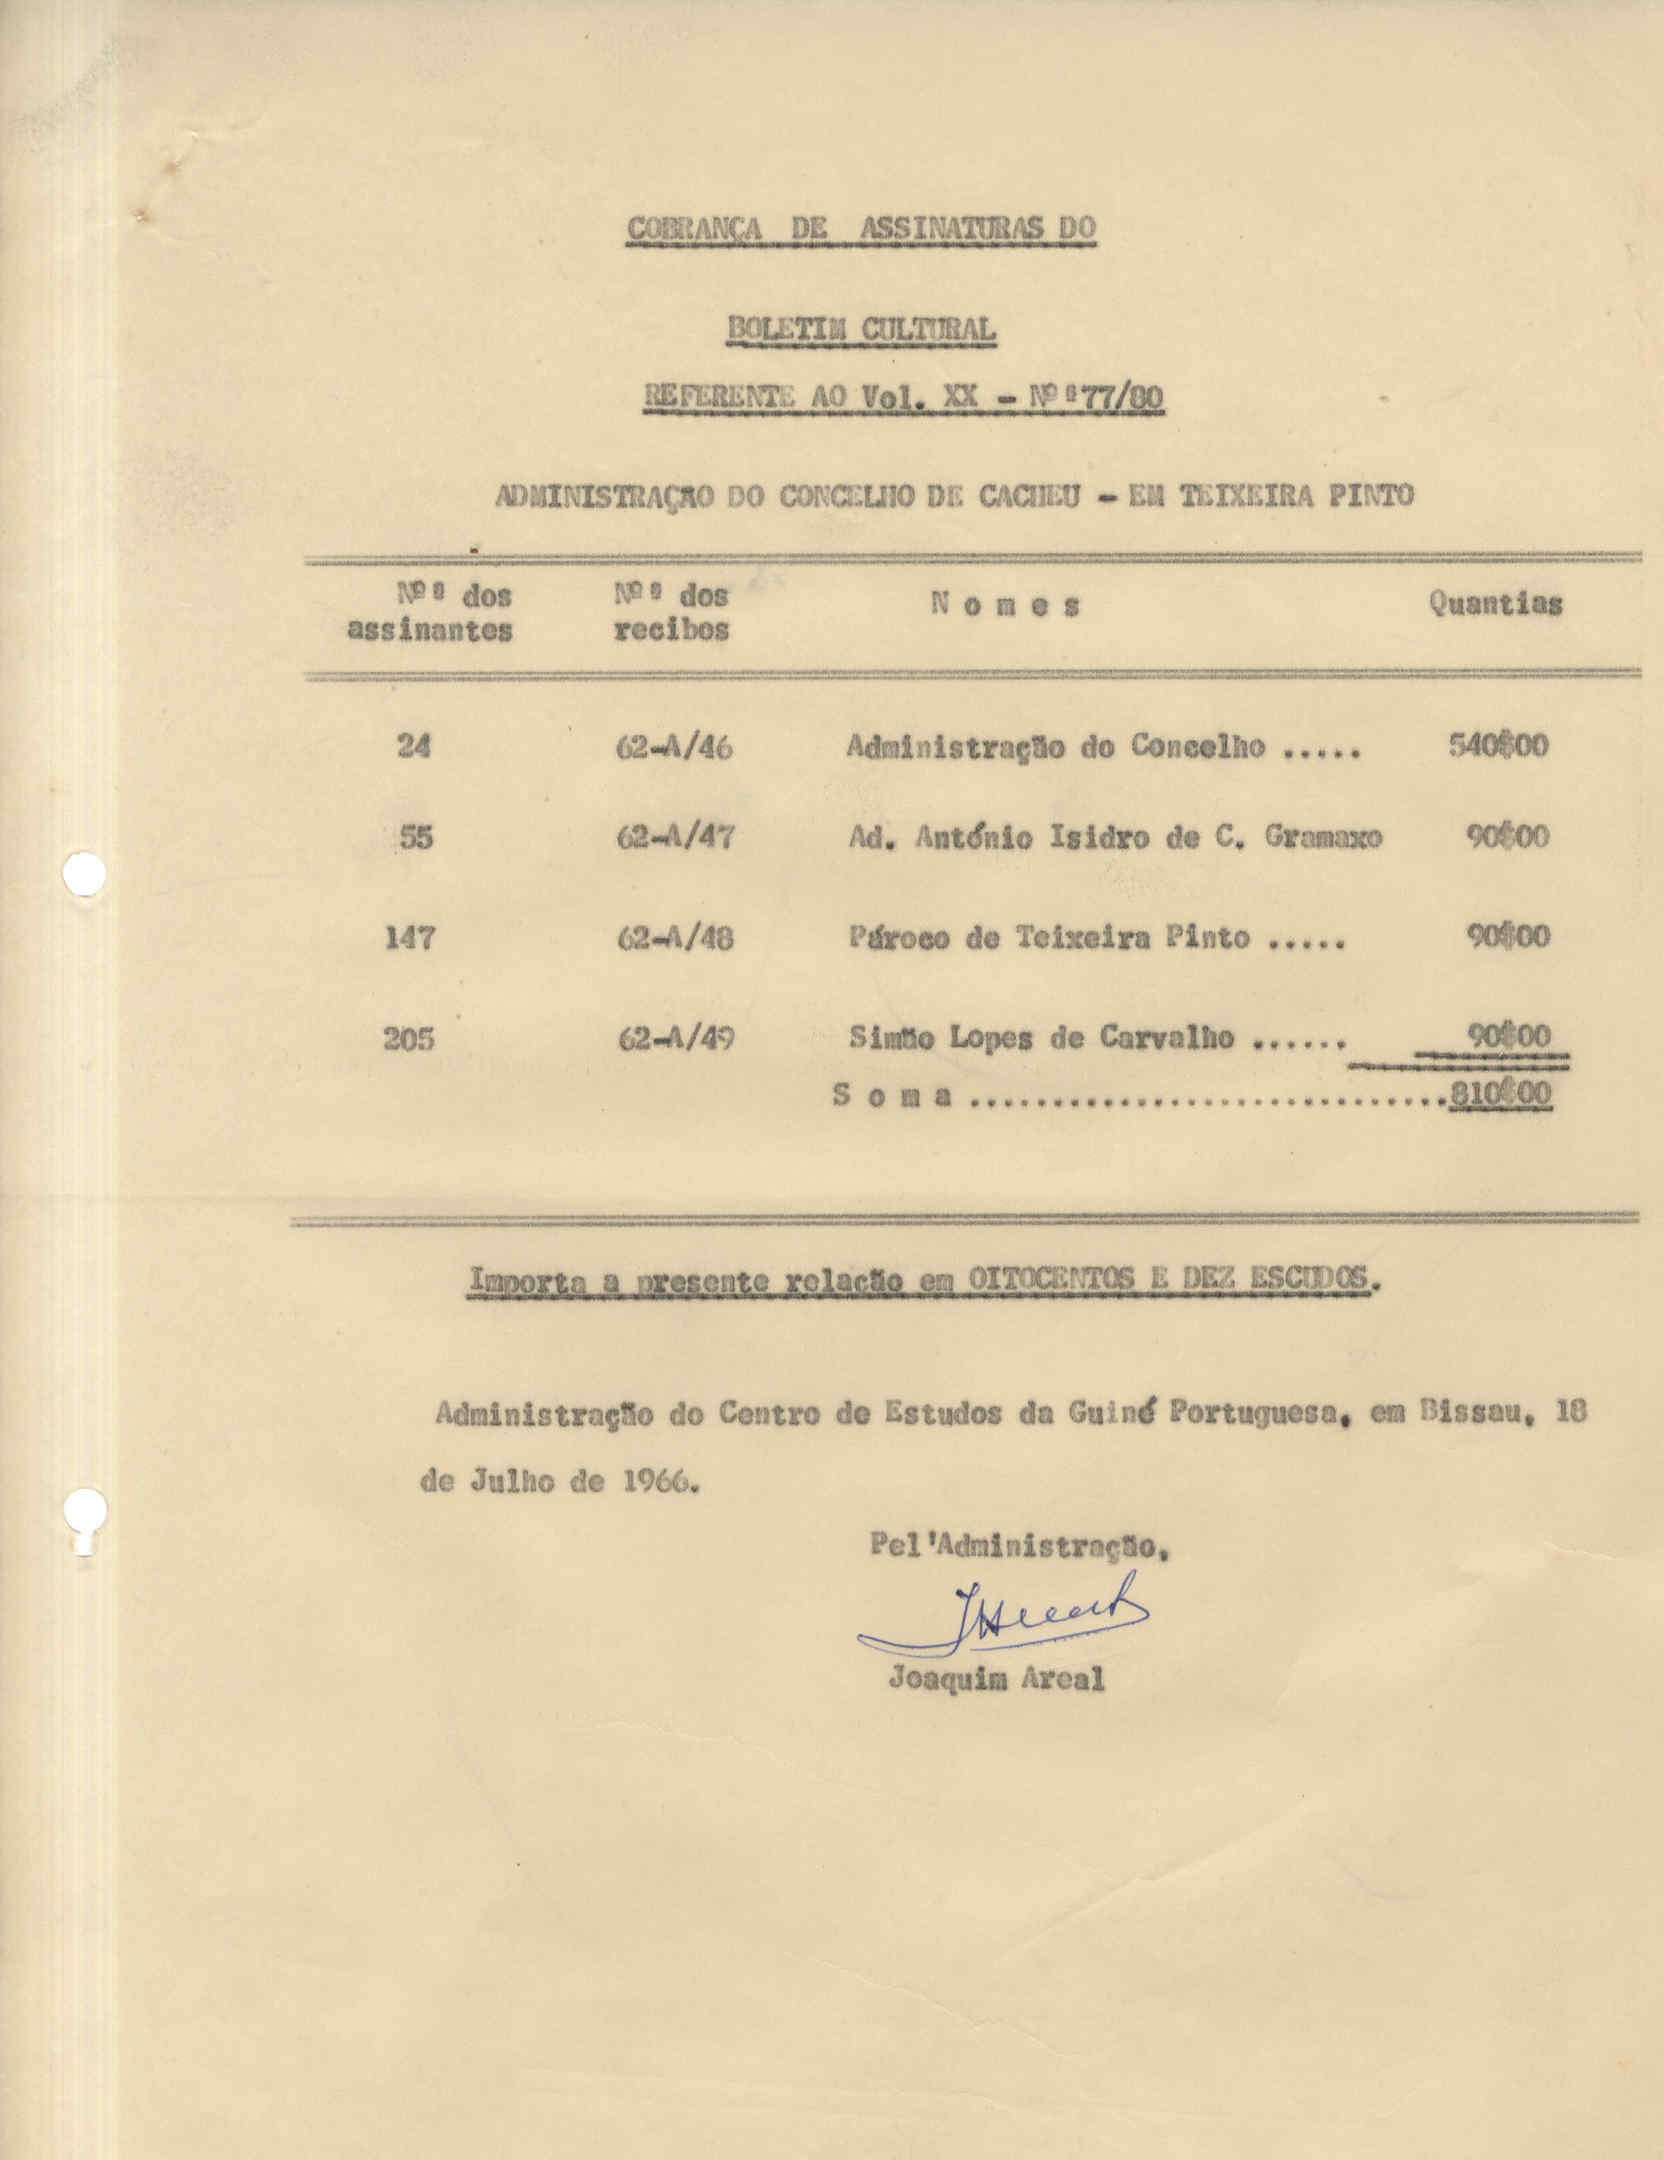 COBRANÇA DE ASSINATURAS DO
BOLETIM CULTURAL
REFERENTE AO Vol. XX - Nºs 77/80
ADMINISTRAÇÃO DO CONCELHO DE CACHEU - EM TEIXEIRA PINTO
Nºs dos assinantes Nºs dos recibos N o m e s Quantias
24 62-A/46 Administração do Concelho ..... 540$00
55 62-A/47 Ad. António Isidro de C. Gramaxo 90$00
147 62-A/48 Pároco de Teixeira Pinto ..... 90$00
205 62-A/49 Simão Lopes de Carvalho ...... 90$00
S o m a .............................810$00
Importa a presente relação em OITOCENTOS E DEZ ESCUDOS.
Administração do Centro de Estudos da Guiné Portuguesa, em Bissau, 18
de Julho de 1966.
Pel'Administração,
Joaquim Areal